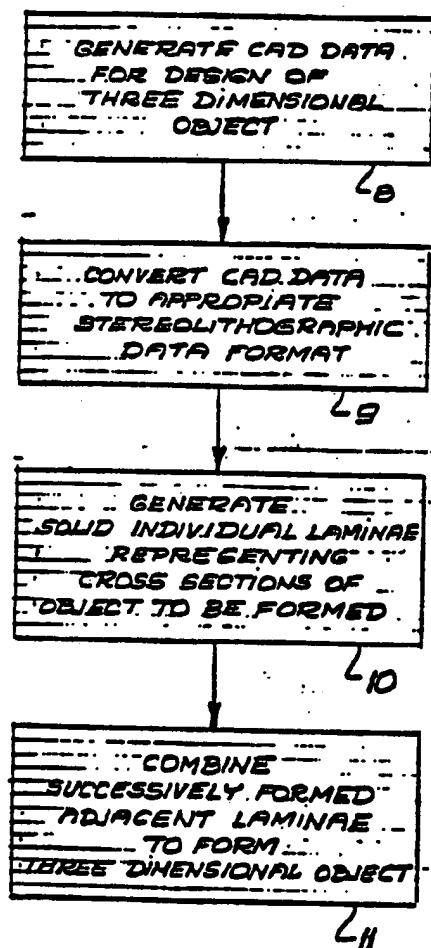 GENERATE CAD DATA
FOR DESIGN OF
THREE DIMENSIONAL
OBJECT
8
CONVERT CAD DATA
TO APPROPIATE
STEREOLITHOGRAPHIC
DATA FORMAT
9
GENERATE
SOLID INDIVIDUAL LAMINAE
REPRESENTING
CROSS SECTIONS OF
OBJECT TO BE FORMED
10
COMBINE
SUCCESSIVELY FORMED
ADJACENT LAMINAE
TO FORM
THREE DIMENSIONAL OBJECT
11